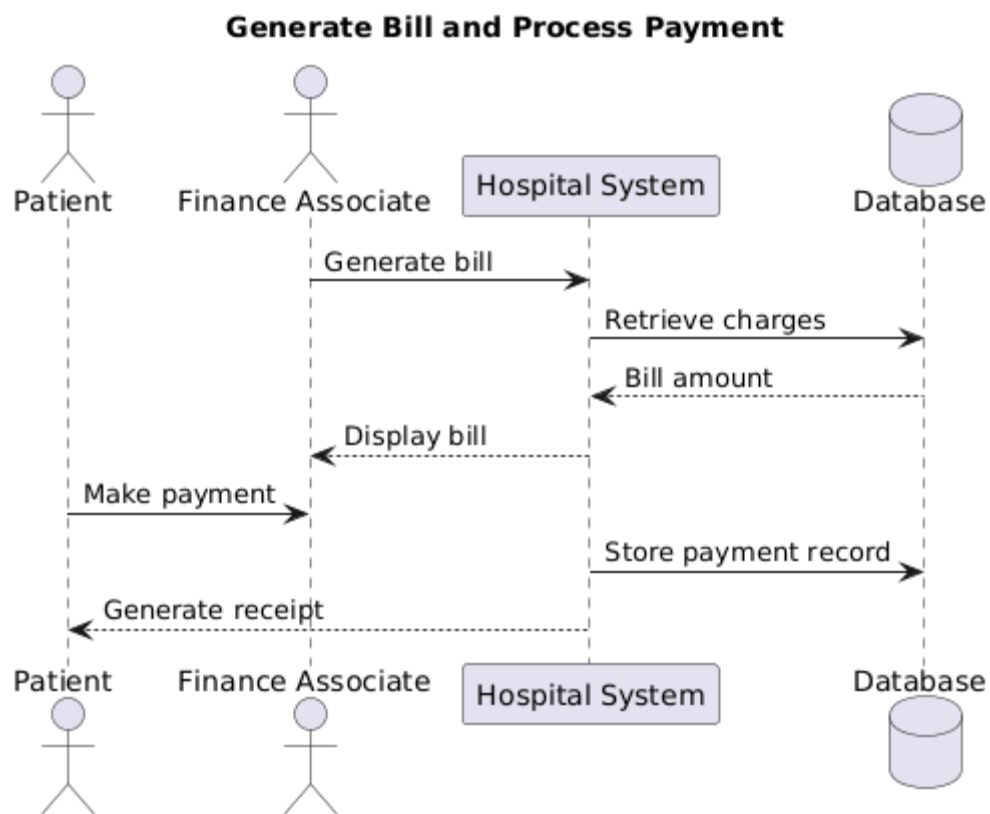 Generate Bill and Process Payment
Patient
Finance Associate
Hospital System
Database
Generate bill
Retrieve charges
Bill amount
Display bill
Make payment
Store payment record
Generate receipt
Patient
Finance Associate
Hospital System
Database